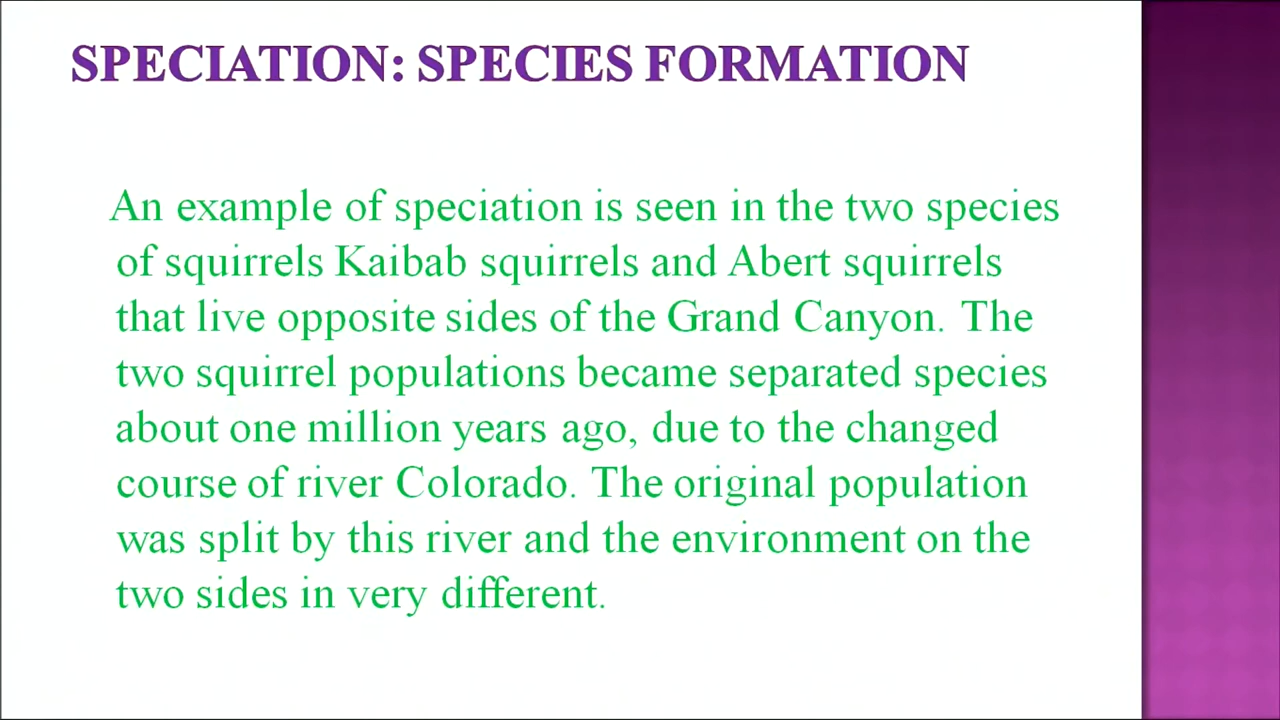 SPECIATION: SPECIES FORMATION
An example of speciation is seen in the two species
of squirrels Kaibab squirrels and Abert squirrels
that live opposite sides of the Grand Canyon. The
two squirrel populations became separated species
about one million years ago, due to the changed
course of river Colorado. The original population
was split by this river and the environment on the
two sides in very different.